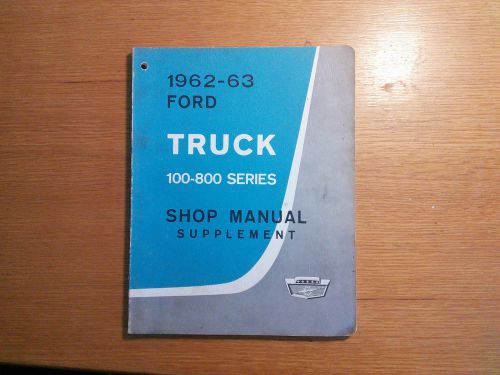 1962-63
FORD
TRUCK
100-800 SERIES
SHOP MANUAL
SUPPLEMENT